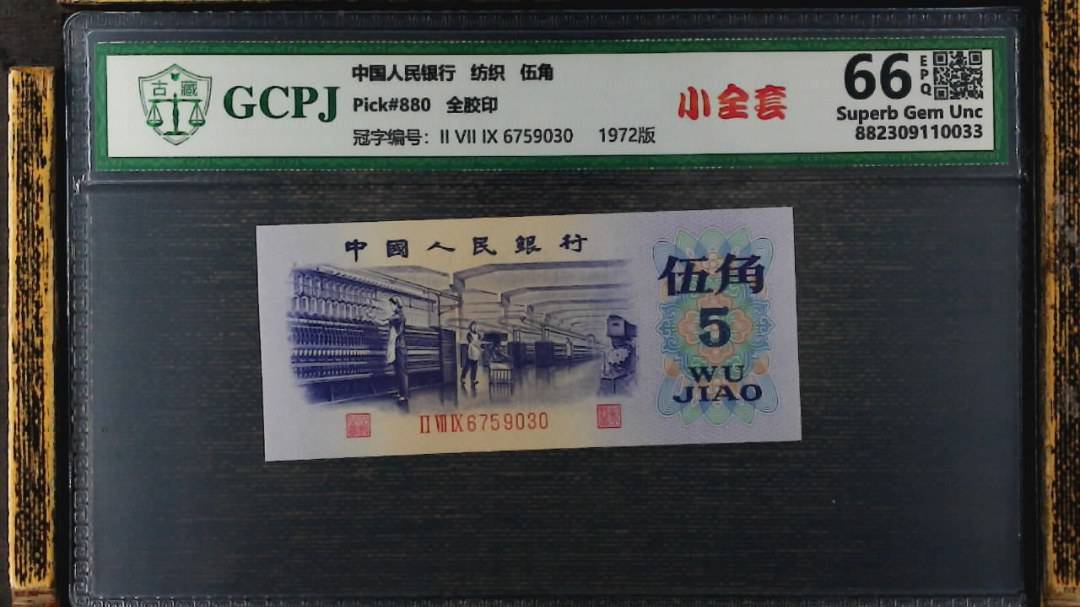 古藏
GCPJ
中国人民银行 纺织 伍角
Pick#880 全胶印
冠字编号: II VII IX 6759030 1972版
小全套
66 EPQ
Superb Gem Unc
882309110033
中國人民銀行
伍角
5
WU
JIAO
II VII IX 6759030